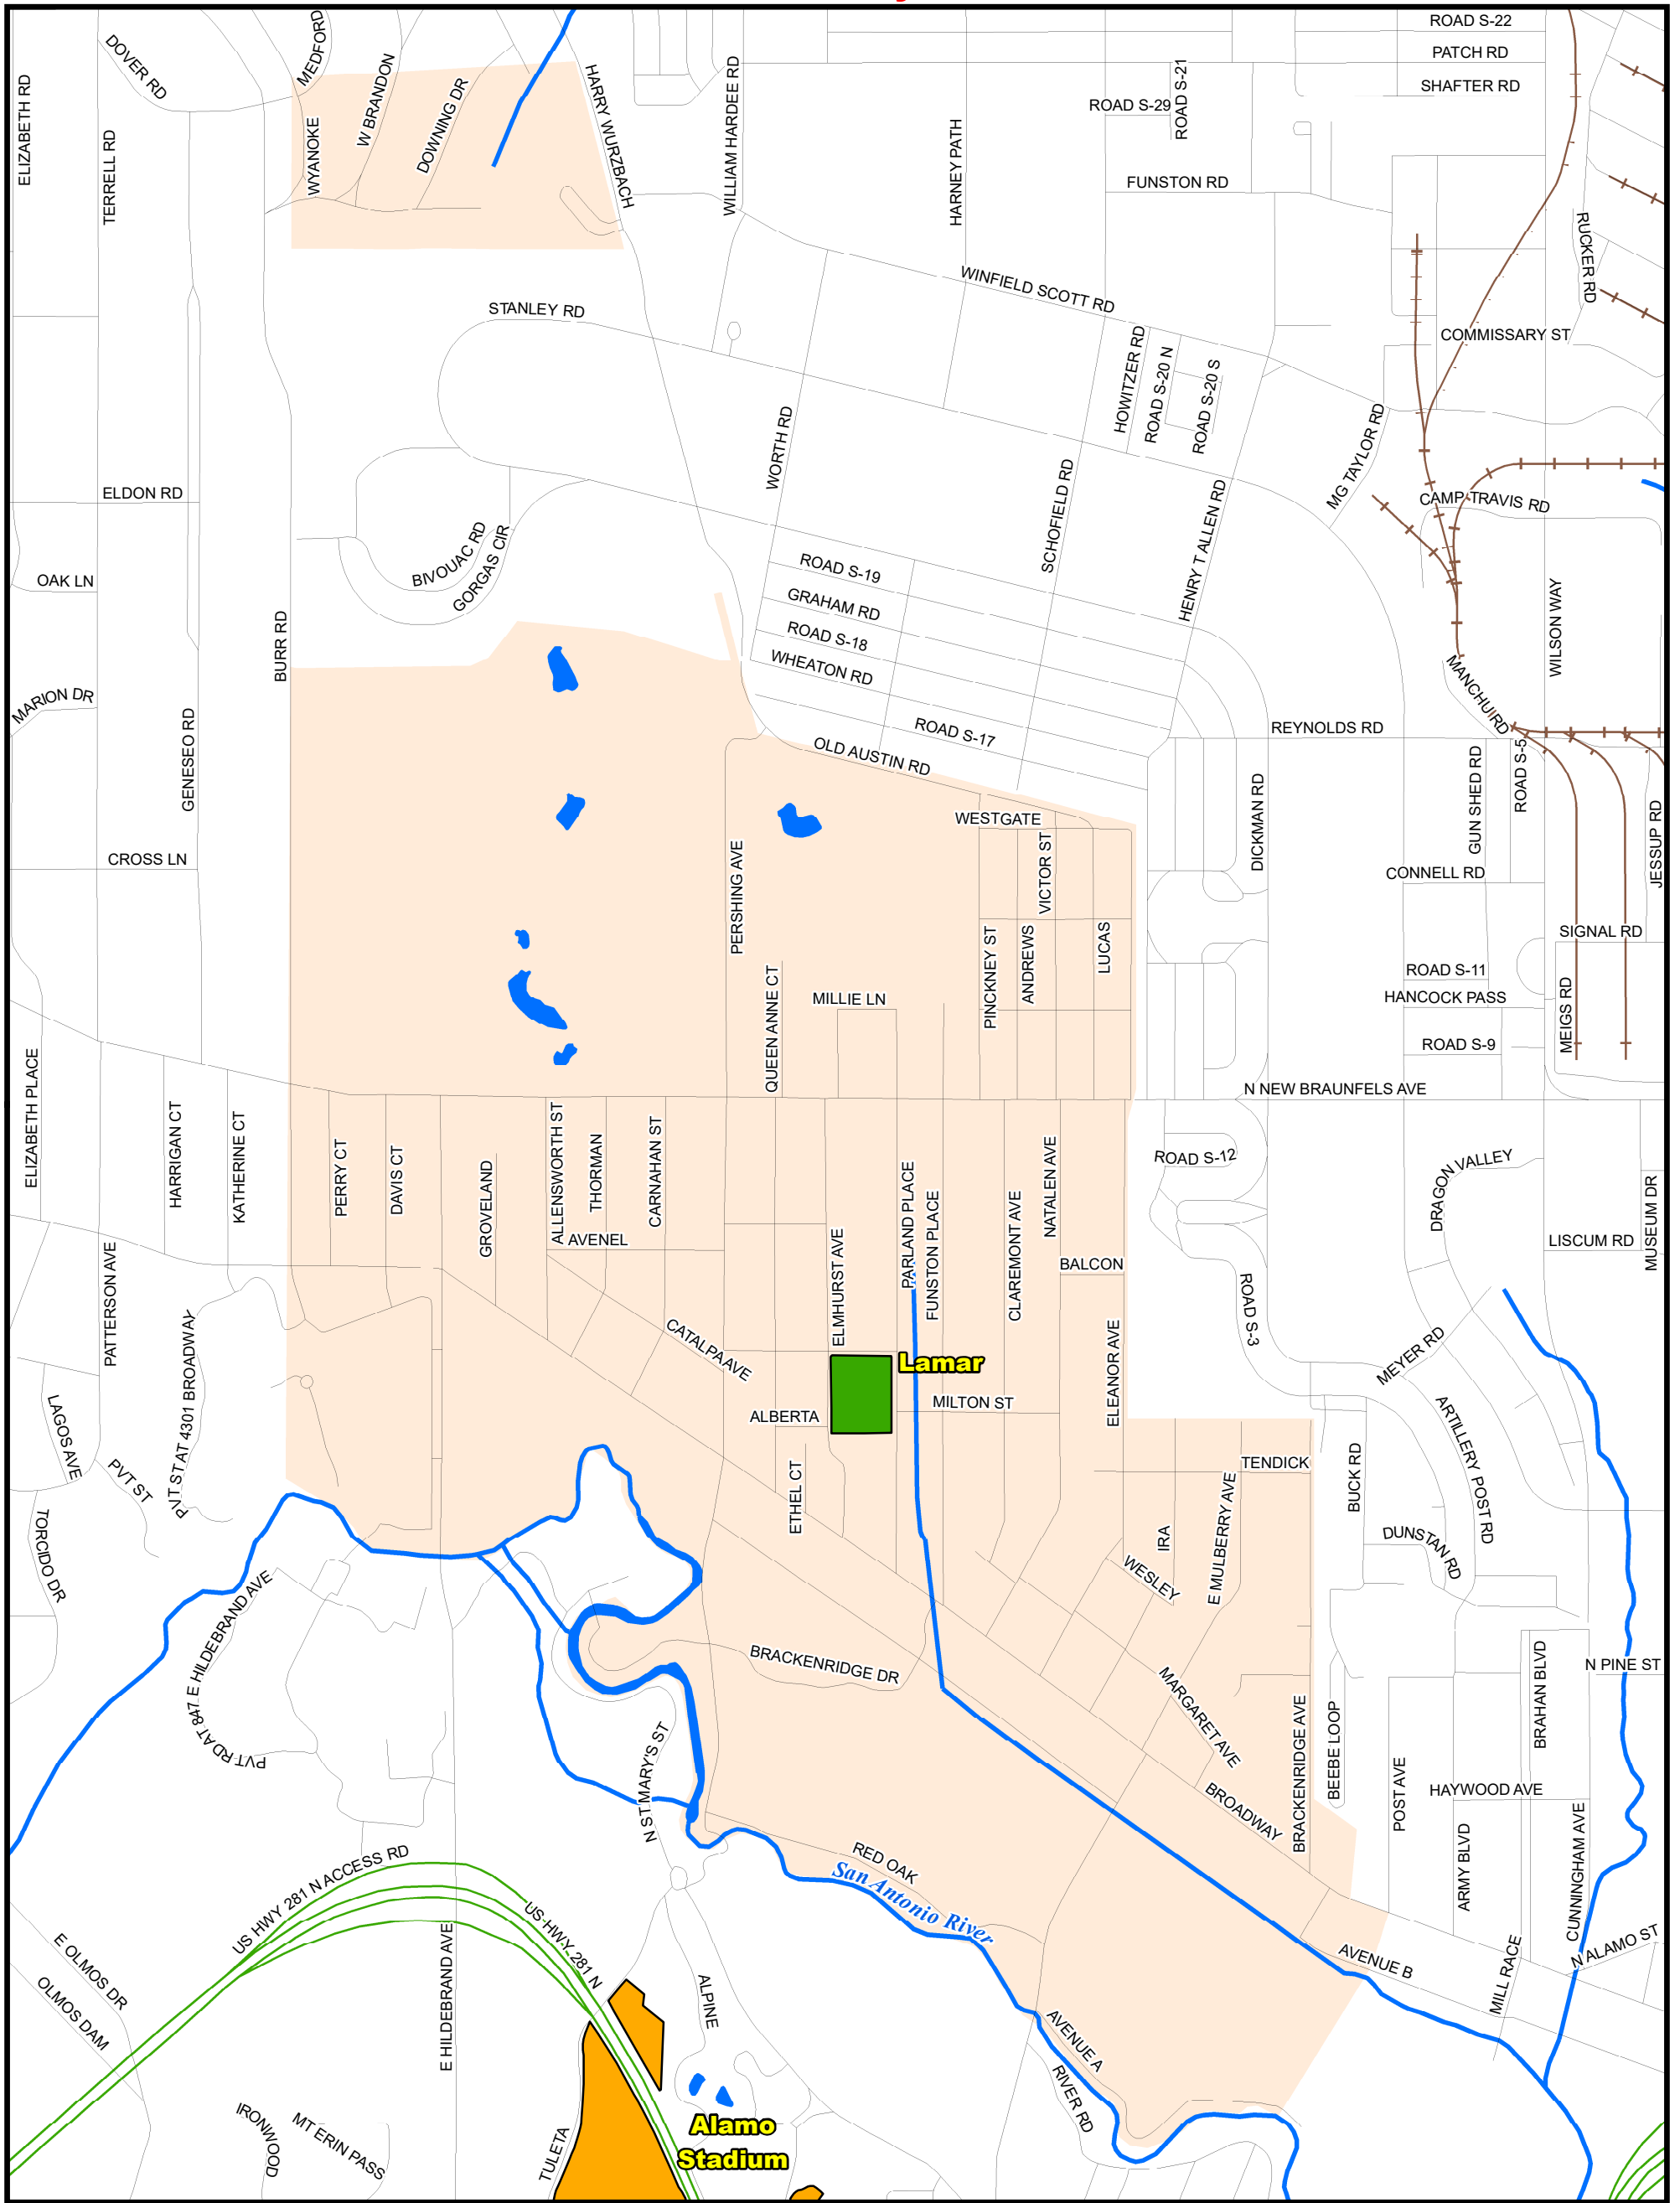 ROAD S-22
DOVER RD
MEDFORD
PATCH RD
ELIZABETH RD
TERRELL RD
WYANOKE
W BRANDON
DOWNING DR
HARRY WURZBACH
WILLIAM HARDEE RD
HARNEY PATH
ROAD S-29
ROAD S-21
SHAFTER RD
FUNSTON RD
RUCKER RD
WINFIELD SCOTT RD
STANLEY RD
COMMISSARY ST
HOWITZER RD
ROAD S-20 N
ROAD S-20 S
WORTH RD
MG TAYLOR RD
SCHOFIELD RD
HENRY T ALLEN RD
ELDON RD
CAMP TRAVIS RD
BIVOUAC RD
GORGAS CIR
OAK LN
ROAD S-19
GRAHAM RD
ROAD S-18
WHEATON RD
BURR RD
WILSON WAY
MARION DR
MANCHU RD
GENESEO RD
ROAD S-17
REYNOLDS RD
OLD AUSTIN RD
GUN SHED RD
ROAD S-5
DICKMAN RD
WESTGATE
JESSUP RD
CROSS LN
PERSHING AVE
VICTOR ST
CONNELL RD
SIGNAL RD
PINCKNEY ST
ANDREWS
LUCAS
ROAD S-11
QUEEN ANNE CT
MILLIE LN
HANCOCK PASS
MEIGS RD
ROAD S-9
N NEW BRAUNFELS AVE
ELIZABETH PLACE
HARRIGAN CT
KATHERINE CT
PERRY CT
DAVIS CT
GROVELAND
ALLENSWORTH ST
THORMAN
CARNAHAN ST
ROAD S-12
DRAGON VALLEY
NATALEN AVE
PARLAND PLACE
FUNSTON PLACE
CLAREMONT AVE
MUSEUM DR
AVENEL
ELMHURST AVE
LISCUM RD
PATTERSON AVE
BALCON
ROAD S-3
PVT ST AT 4301 BROADWAY
CATALPA AVE
Lamar
MEYER RD
ELEANOR AVE
MILTON ST
ALBERTA
LAGOS AVE
ARTILLERY POST RD
PVT ST
TENDICK
BUCK RD
ETHEL CT
TORCIDO DR
IRA
E MULBERRY AVE
DUNSTAN RD
WESLEY
PVT RD AT 847 E HILDEBRAND AVE
BRACKENRIDGE DR
N PINE ST
BRAHAN BLVD
MARGARET AVE
BRACKENRIDGE AVE
BEEBE LOOP
N ST MARY'S ST
POST AVE
HAYWOOD AVE
BROADWAY
CUNNINGHAM AVE
ARMY BLVD
US HWY 281 N ACCESS RD
RED OAK
San Antonio River
US HWY 281 N
E OLMOS DR
OLMOS DAM
E HILDEBRAND AVE
AVENUE B
MILL RACE
N ALAMO ST
ALPINE
AVENUE A
RIVER RD
IRONWOOD
MT ERIN PASS
TULETA
Alamo
Stadium